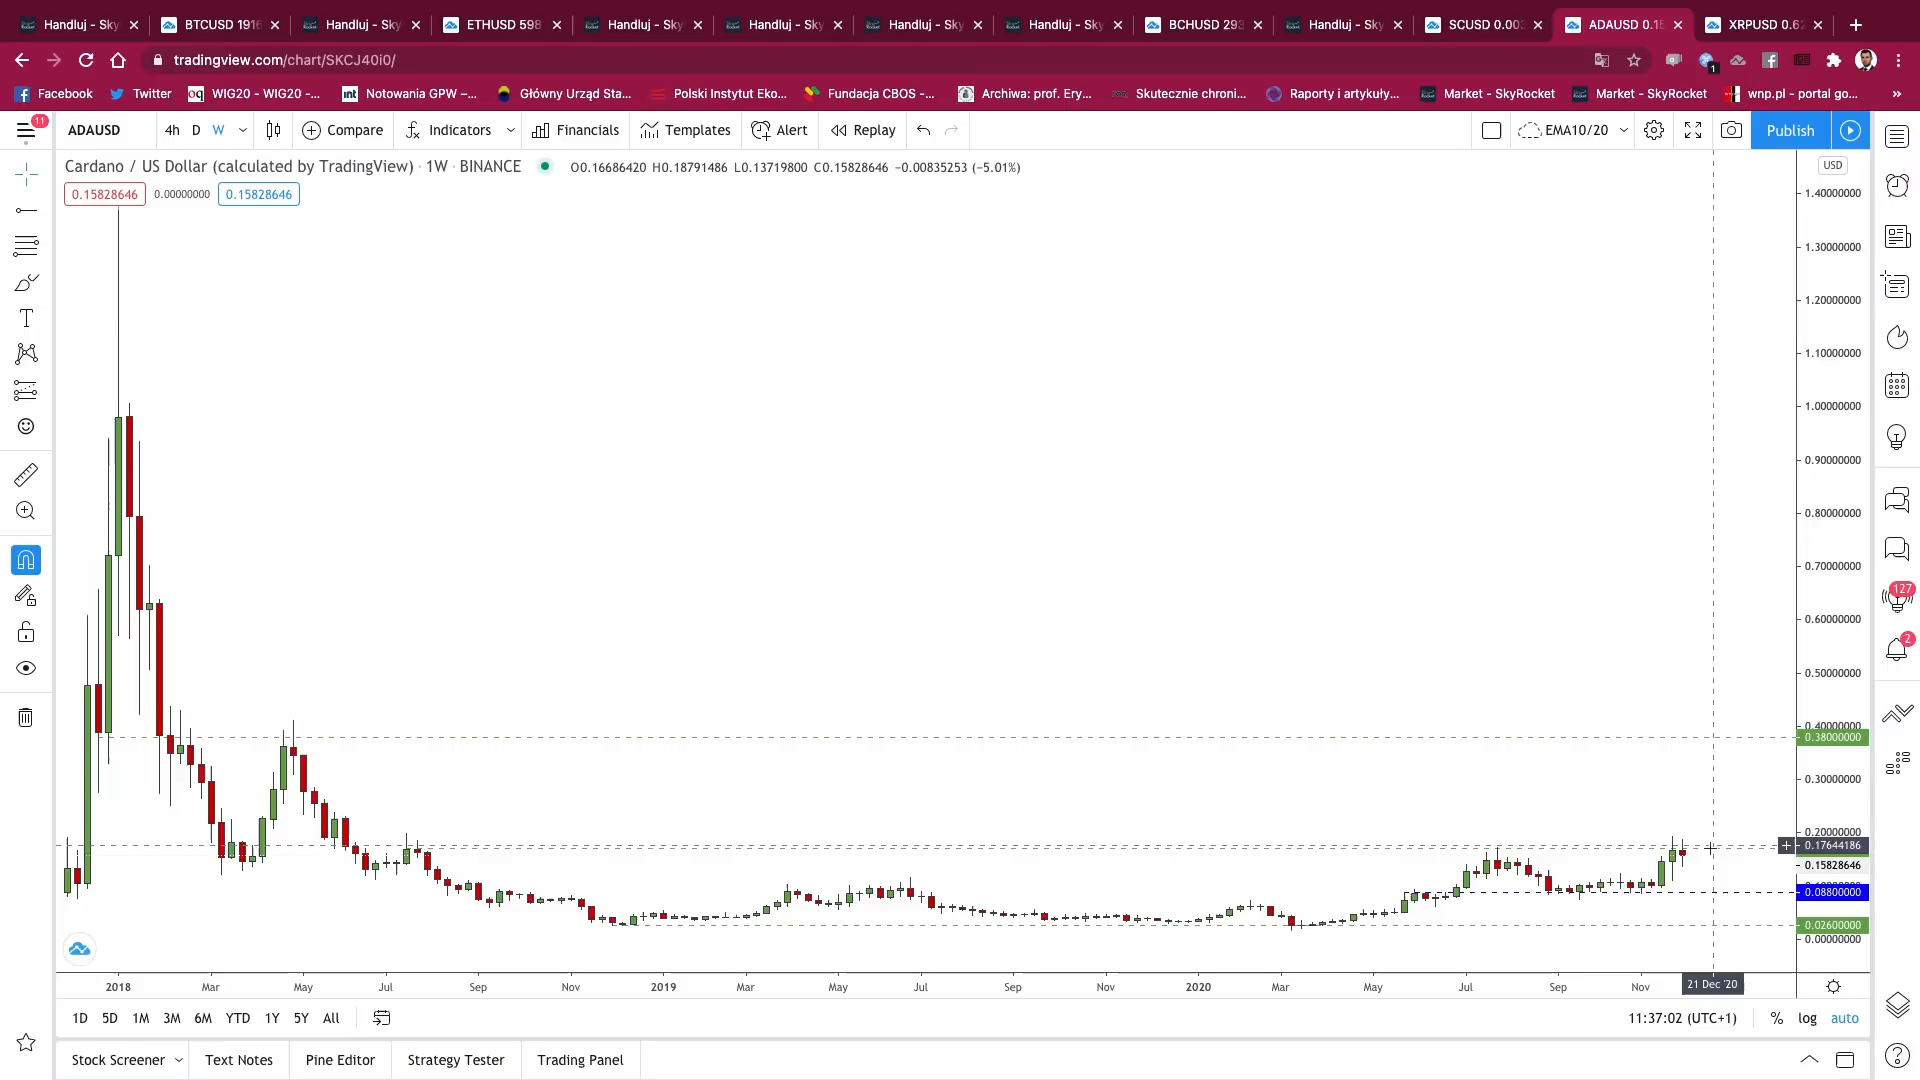 Handluj - Sky
BTCUSD 1916
Handluj - Sky
ETHUSD 598
Handluj - Sky
Handluj - Sky
Handluj - Sky
Handluj - Sky
BCHUSD 293
Handluj - Sky
SCUSD 0.003
ADAUSD 0.15
XRPUSD 0.62
tradingview.com/chart/SKCJ40i0/
1
Facebook
Twitter
WIG20 - WIG20 -...
Notowania GPW –...
Główny Urząd Sta...
Polski Instytut Eko...
Fundacja CBOS -...
Archiwa: prof. Ery...
Skutecznie chroni...
Raporty i artykuły...
Market - SkyRocket
Market - SkyRocket
wnp.pl - portal go...
11
ADAUSD
4h
D
W
Compare
Indicators
Financials
Templates
Alert
Replay
EMA10/20
Publish
Cardano / US Dollar (calculated by TradingView) · 1W · BINANCE
O0.16686420 H0.18791486 L0.13719800 C0.15828646 −0.00835253 (−5.01%)
USD
0.15828646
0.00000000
0.15828646
1.40000000
1.30000000
1.20000000
1.10000000
1.00000000
0.90000000
0.80000000
0.70000000
0.60000000
0.50000000
0.40000000
0.38000000
0.30000000
0.20000000
0.17644186
0.15828646
0.08800000
0.02600000
0.00000000
127
2
2018
Mar
May
Jul
Sep
Nov
2019
Mar
May
Jul
Sep
Nov
2020
Mar
May
Jul
Sep
Nov
21 Dec '20
1D
5D
1M
3M
6M
YTD
1Y
5Y
All
11:37:02 (UTC+1)
%
log
auto
Stock Screener
Text Notes
Pine Editor
Strategy Tester
Trading Panel